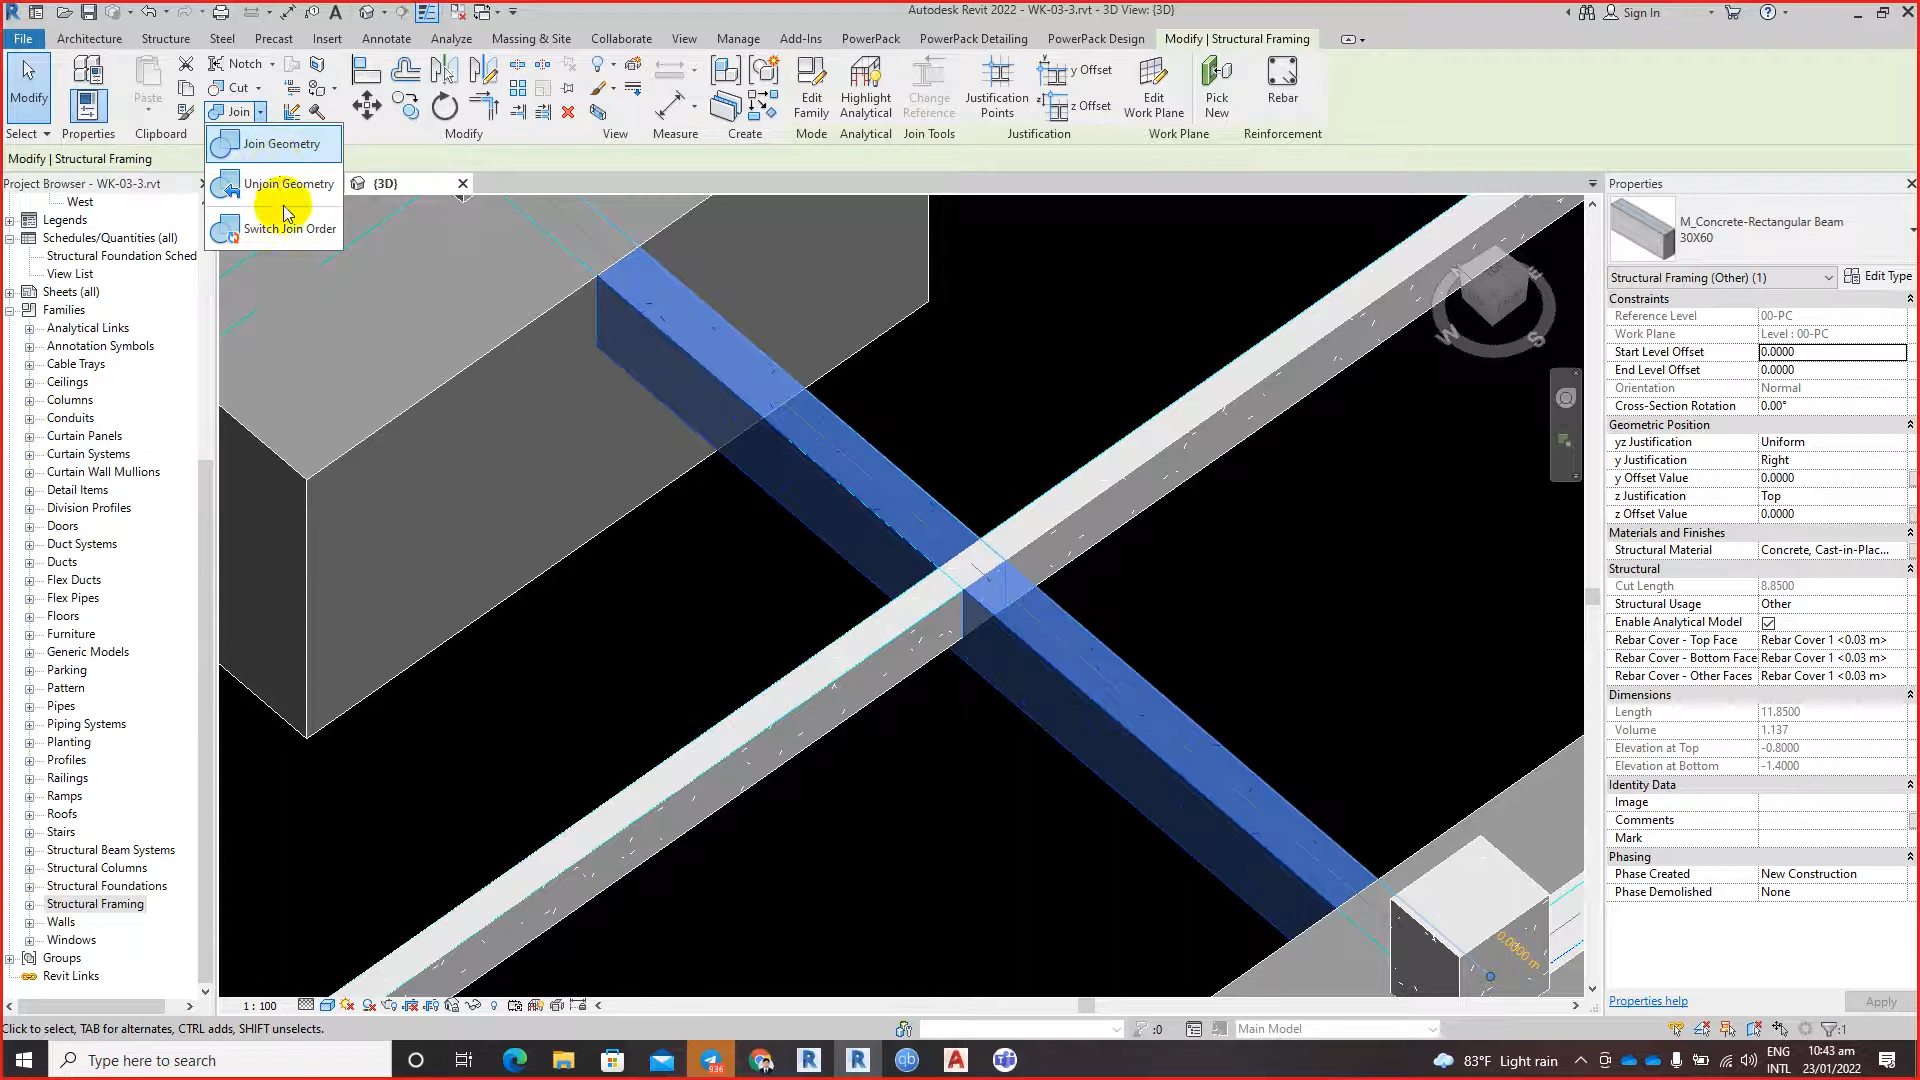 Autodesk Revit 2022 - WK-03-3.rvt - 3D View: {3D}
Sign In
File Architecture Structure Steel Precast Insert Annotate Analyze Massing & Site Collaborate View Manage Add-Ins PowerPack PowerPack Detailing PowerPack Design Modify | Structural Framing
Modify
Paste
Notch
Cut
Join
Edit Family
Highlight Analytical
Change Reference
Justification Points
y Offset
z Offset
Edit Work Plane
Pick New
Rebar
Select Properties Clipboard Modify View Measure Create Mode Analytical Join Tools Justification Work Plane Reinforcement
Join Geometry
Unjoin Geometry
Switch Join Order
Modify | Structural Framing
Project Browser - WK-03-3.rvt
{3D}
West
Legends
Schedules/Quantities (all)
Structural Foundation Sched
View List
Sheets (all)
Families
Analytical Links
Annotation Symbols
Cable Trays
Ceilings
Columns
Conduits
Curtain Panels
Curtain Systems
Curtain Wall Mullions
Detail Items
Division Profiles
Doors
Duct Systems
Ducts
Flex Ducts
Flex Pipes
Floors
Furniture
Generic Models
Parking
Pattern
Pipes
Piping Systems
Planting
Profiles
Railings
Ramps
Roofs
Stairs
Structural Beam Systems
Structural Columns
Structural Foundations
Structural Framing
Walls
Windows
Groups
Revit Links
W S
0.0000 m
Properties
M_Concrete-Rectangular Beam
30X60
Structural Framing (Other) (1) Edit Type
Constraints
Reference Level 00-PC
Work Plane Level : 00-PC
Start Level Offset 0.0000
End Level Offset 0.0000
Orientation Normal
Cross-Section Rotation 0.00°
Geometric Position
yz Justification Uniform
y Justification Right
y Offset Value 0.0000
z Justification Top
z Offset Value 0.0000
Materials and Finishes
Structural Material Concrete, Cast-in-Plac...
Structural
Cut Length 8.8500
Structural Usage Other
Enable Analytical Model
Rebar Cover - Top Face Rebar Cover 1 <0.03 m>
Rebar Cover - Bottom Face Rebar Cover 1 <0.03 m>
Rebar Cover - Other Faces Rebar Cover 1 <0.03 m>
Dimensions
Length 11.8500
Volume 1.137
Elevation at Top -0.8000
Elevation at Bottom -1.4000
Identity Data
Image
Comments
Mark
Phasing
Phase Created New Construction
Phase Demolished None
Properties help Apply
1 : 100
Click to select, TAB for alternates, CTRL adds, SHIFT unselects.
:0
Main Model
:1
Type here to search
936
83°F Light rain
ENG
INTL
10:43 am
23/01/2022